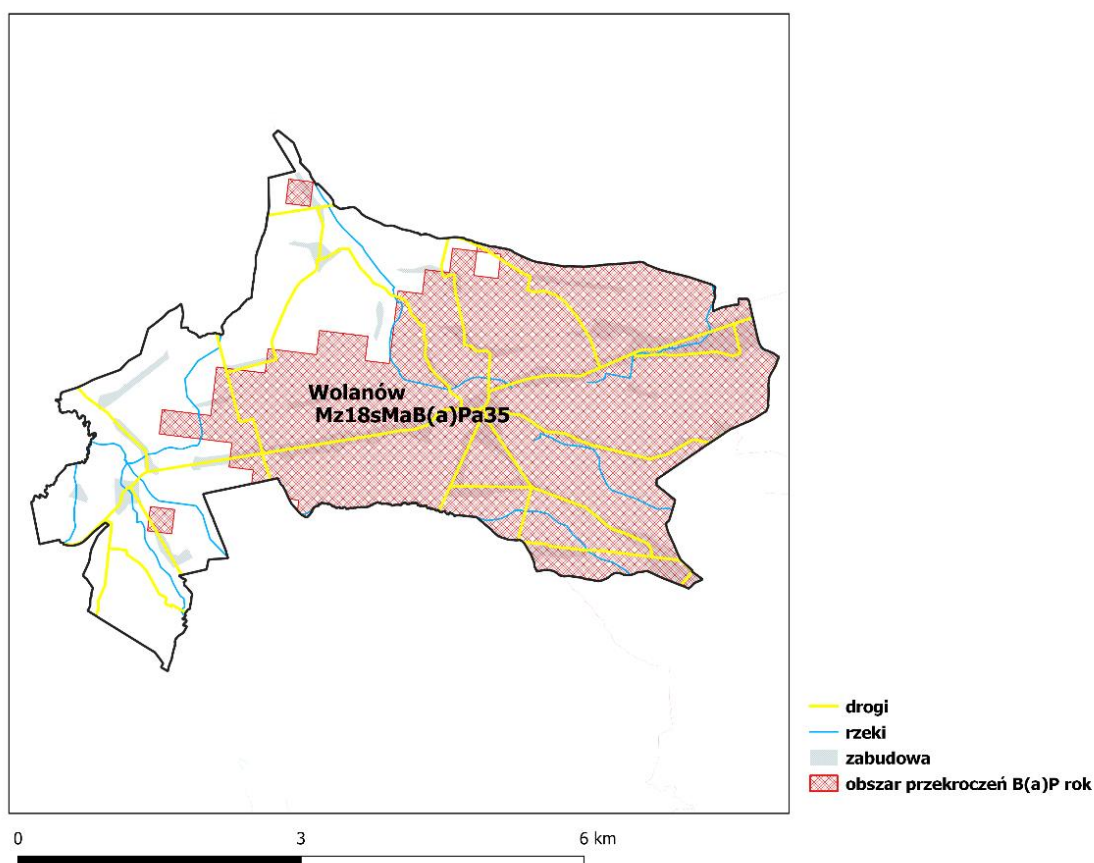 Wolanów
Mz18sMaB(a)Pa35
drogi
rzeki
zabudowa
obszar przekroczeń B(a)P rok
0 3 6 km